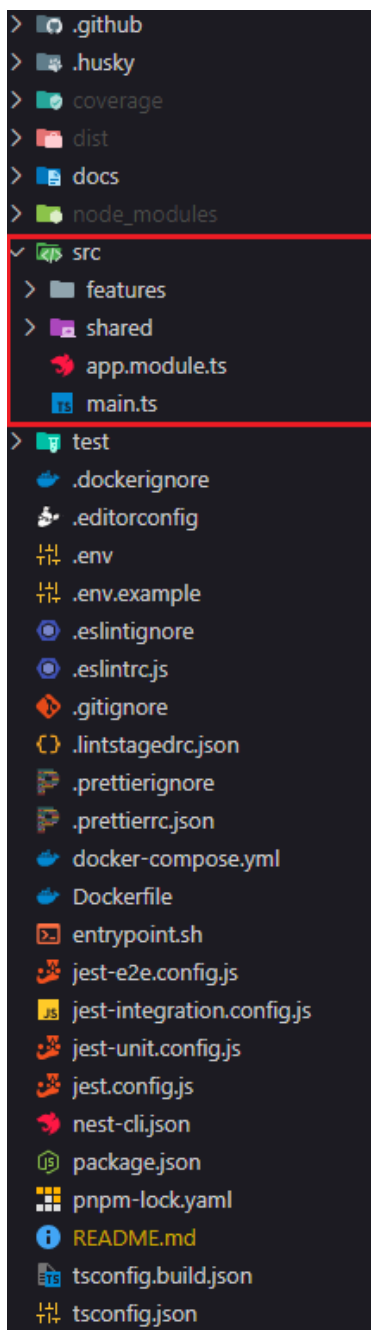 .github
.husky
coverage
dist
docs
node_modules
src
features
shared
app.module.ts
TS main.ts
test
.dockerignore
.editorconfig
.env
.env.example
.eslintignore
.eslintrc.js
.gitignore
.lintstagedrc.json
.prettierignore
.prettierrc.json
docker-compose.yml
Dockerfile
entrypoint.sh
jest-e2e.config.js
JS jest-integration.config.js
jest-unit.config.js
jest.config.js
nest-cli.json
package.json
pnpm-lock.yaml
README.md
tsconfig.build.json
tsconfig.json